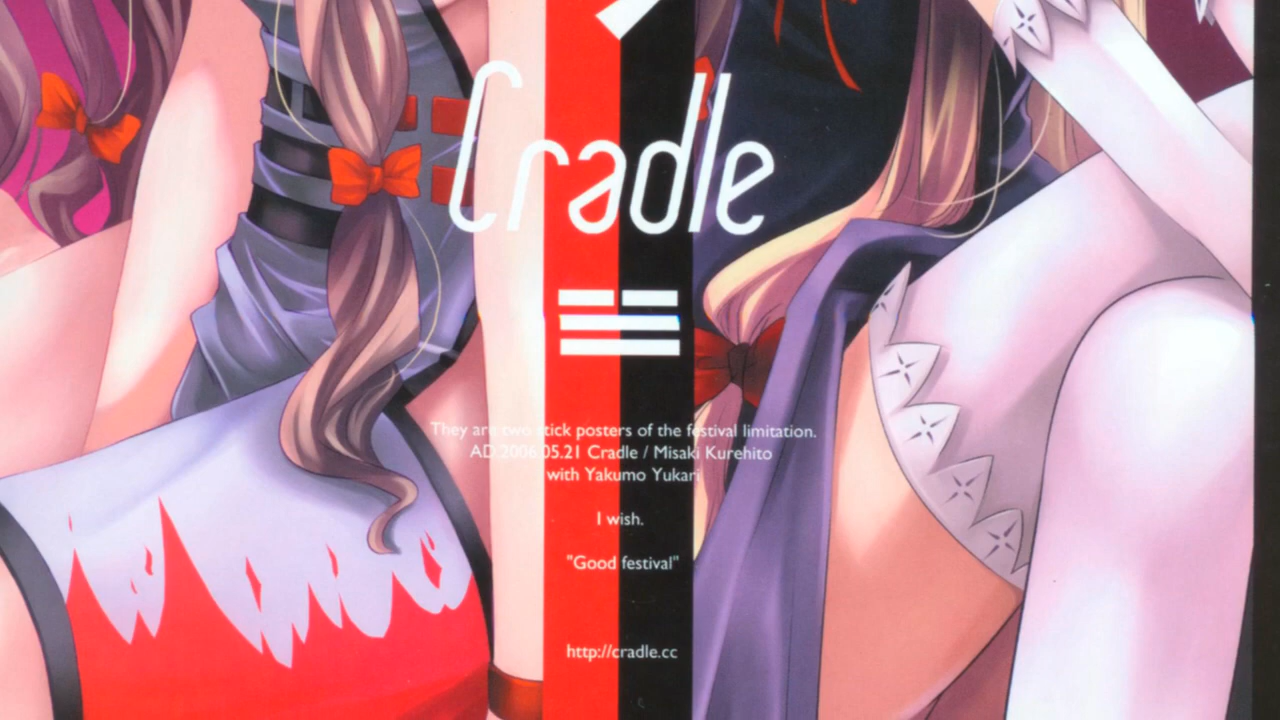 Cradle
They are two stick posters of the festival limitation.
AD.2006.05.21 Cradle / Misaki Kurehito
with Yakumo Yukari
I wish.
"Good festival"
http://cradle.cc